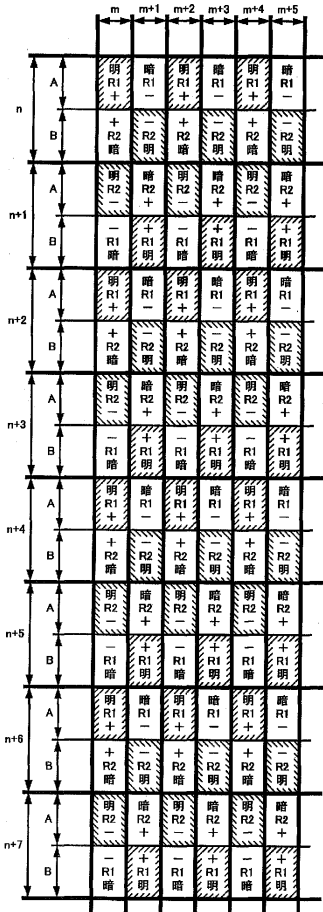 m m+1 m+2 m+3 m+4 m+5
明 暗 明 暗 明 暗
A R1 R1 R1 R1 R1 R1
+ − + − + −
n
+ − + − + −
B R2 R2 R2 R2 R2 R2
暗 明 暗 明 暗 明
明 暗 明 暗 明 暗
A R2 R2 R2 R2 R2 R2
− + − + − +
n+1
− + − + − +
B R1 R1 R1 R1 R1 R1
暗 明 暗 明 暗 明
明 暗 明 暗 明 暗
A R1 R1 R1 R1 R1 R1
+ − + − + −
n+2
+ − + − + −
B R2 R2 R2 R2 R2 R2
暗 明 暗 明 暗 明
明 暗 明 暗 明 暗
A R2 R2 R2 R2 R2 R2
− + − + − +
n+3
− + − + − +
B R1 R1 R1 R1 R1 R1
暗 明 暗 明 暗 明
明 暗 明 暗 明 暗
A R1 R1 R1 R1 R1 R1
+ − + − + −
n+4
+ − + − + −
B R2 R2 R2 R2 R2 R2
暗 明 暗 明 暗 明
明 暗 明 暗 明 暗
A R2 R2 R2 R2 R2 R2
− + − + − +
n+5
− + − + − +
B R1 R1 R1 R1 R1 R1
暗 明 暗 明 暗 明
明 暗 明 暗 明 暗
A R1 R1 R1 R1 R1 R1
+ − + − + −
n+6
+ − + − + −
B R2 R2 R2 R2 R2 R2
暗 明 暗 明 暗 明
明 暗 明 暗 明 暗
A R2 R2 R2 R2 R2 R2
− + − + − +
n+7
− + − + − +
B R1 R1 R1 R1 R1 R1
暗 明 暗 明 暗 明